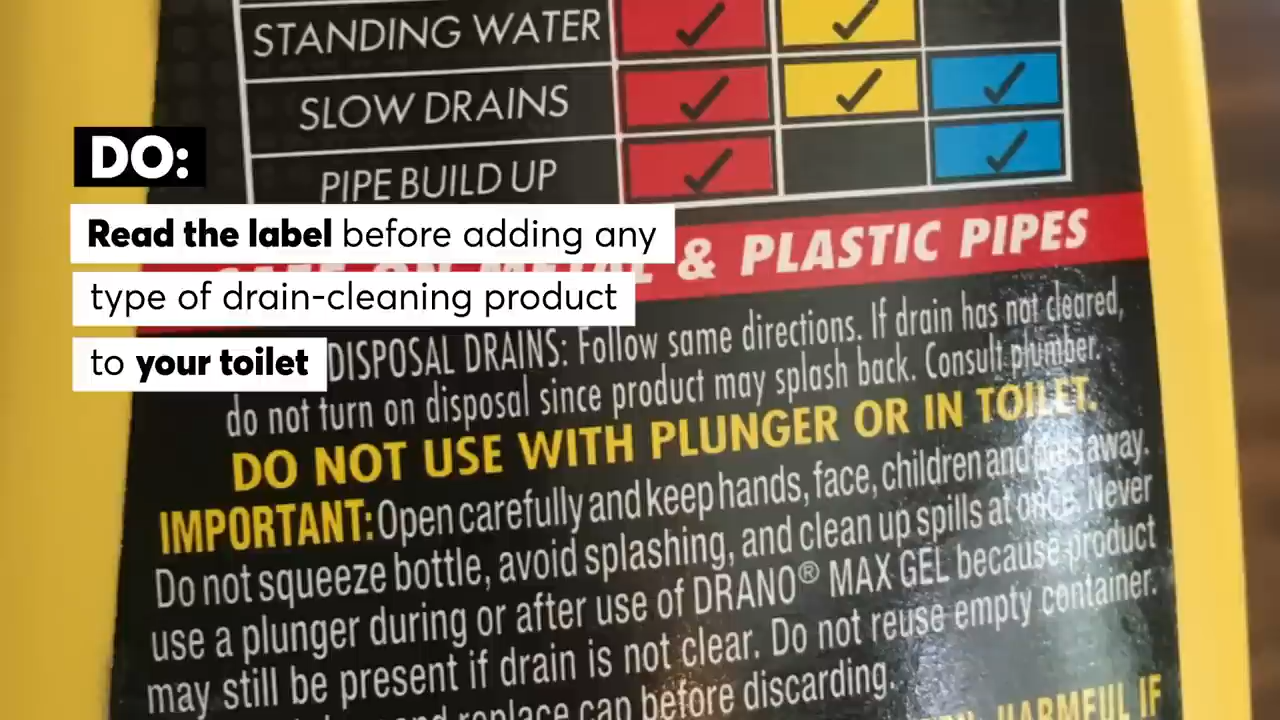 STANDING WATER
SLOW DRAINS
PIPE BUILD UP
DO:
Read the label before adding any
type of drain-cleaning product
to your toilet
& PLASTIC PIPES
DISPOSAL DRAINS: Follow same directions. If drain has not cleared,
do not turn on disposal since product may splash back. Consult plumber.
DO NOT USE WITH PLUNGER OR IN TOILET.
IMPORTANT: Open carefully and keep hands, face, children and pets away.
Do not squeeze bottle, avoid splashing, and clean up spills at once. Never
use a plunger during or after use of DRANO® MAX GEL because product
may still be present if drain is not clear. Do not reuse empty container.
and replace cap before discarding.
HARMFUL IF